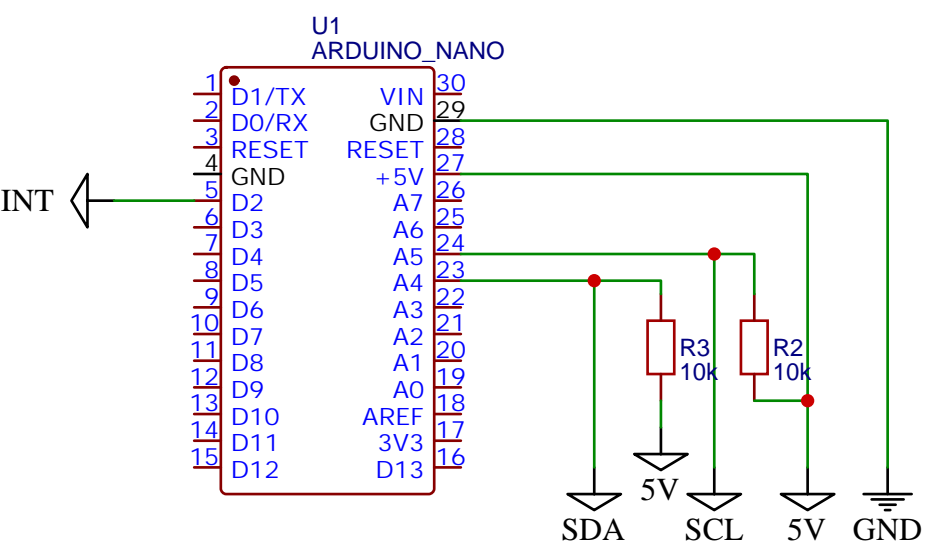 U1
ARDUINO_NANO
1 D1/TX VIN 30
2 D0/RX GND 29
3 RESET RESET 28
4 GND +5V 27
INT 5 D2 A7 26
6 D3 A6 25
7 D4 A5 24
8 D5 A4 23
9 D6 A3 22
10 D7 A2 21
11 D8 A1 20
12 D9 A0 19
13 D10 AREF 18
14 D11 3V3 17
15 D12 D13 16
R3
10k
R2
10k
5V
SDA SCL 5V GND